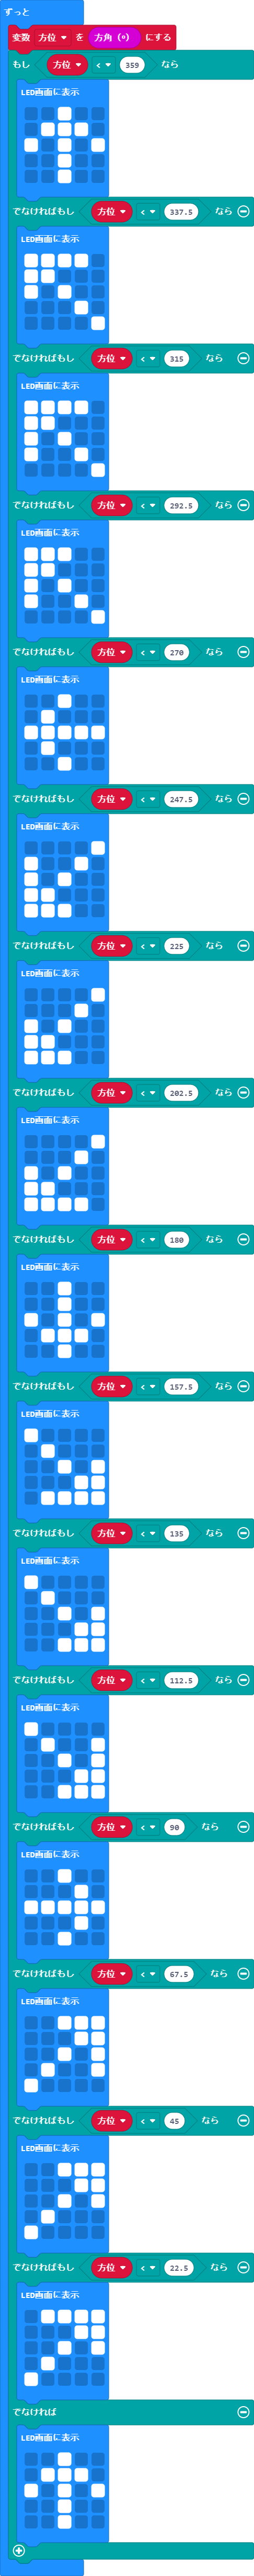 ずっと
変数 方位 を 方角 (°) にする
もし 方位 < 359 なら
LED画面に表示
でなければもし 方位 < 337.5 なら
LED画面に表示
でなければもし 方位 < 315 なら
LED画面に表示
でなければもし 方位 < 292.5 なら
LED画面に表示
でなければもし 方位 < 270 なら
LED画面に表示
でなければもし 方位 < 247.5 なら
LED画面に表示
でなければもし 方位 < 225 なら
LED画面に表示
でなければもし 方位 < 202.5 なら
LED画面に表示
でなければもし 方位 < 180 なら
LED画面に表示
でなければもし 方位 < 157.5 なら
LED画面に表示
でなければもし 方位 < 135 なら
LED画面に表示
でなければもし 方位 < 112.5 なら
LED画面に表示
でなければもし 方位 < 90 なら
LED画面に表示
でなければもし 方位 < 67.5 なら
LED画面に表示
でなければもし 方位 < 45 なら
LED画面に表示
でなければもし 方位 < 22.5 なら
LED画面に表示
でなければ
LED画面に表示